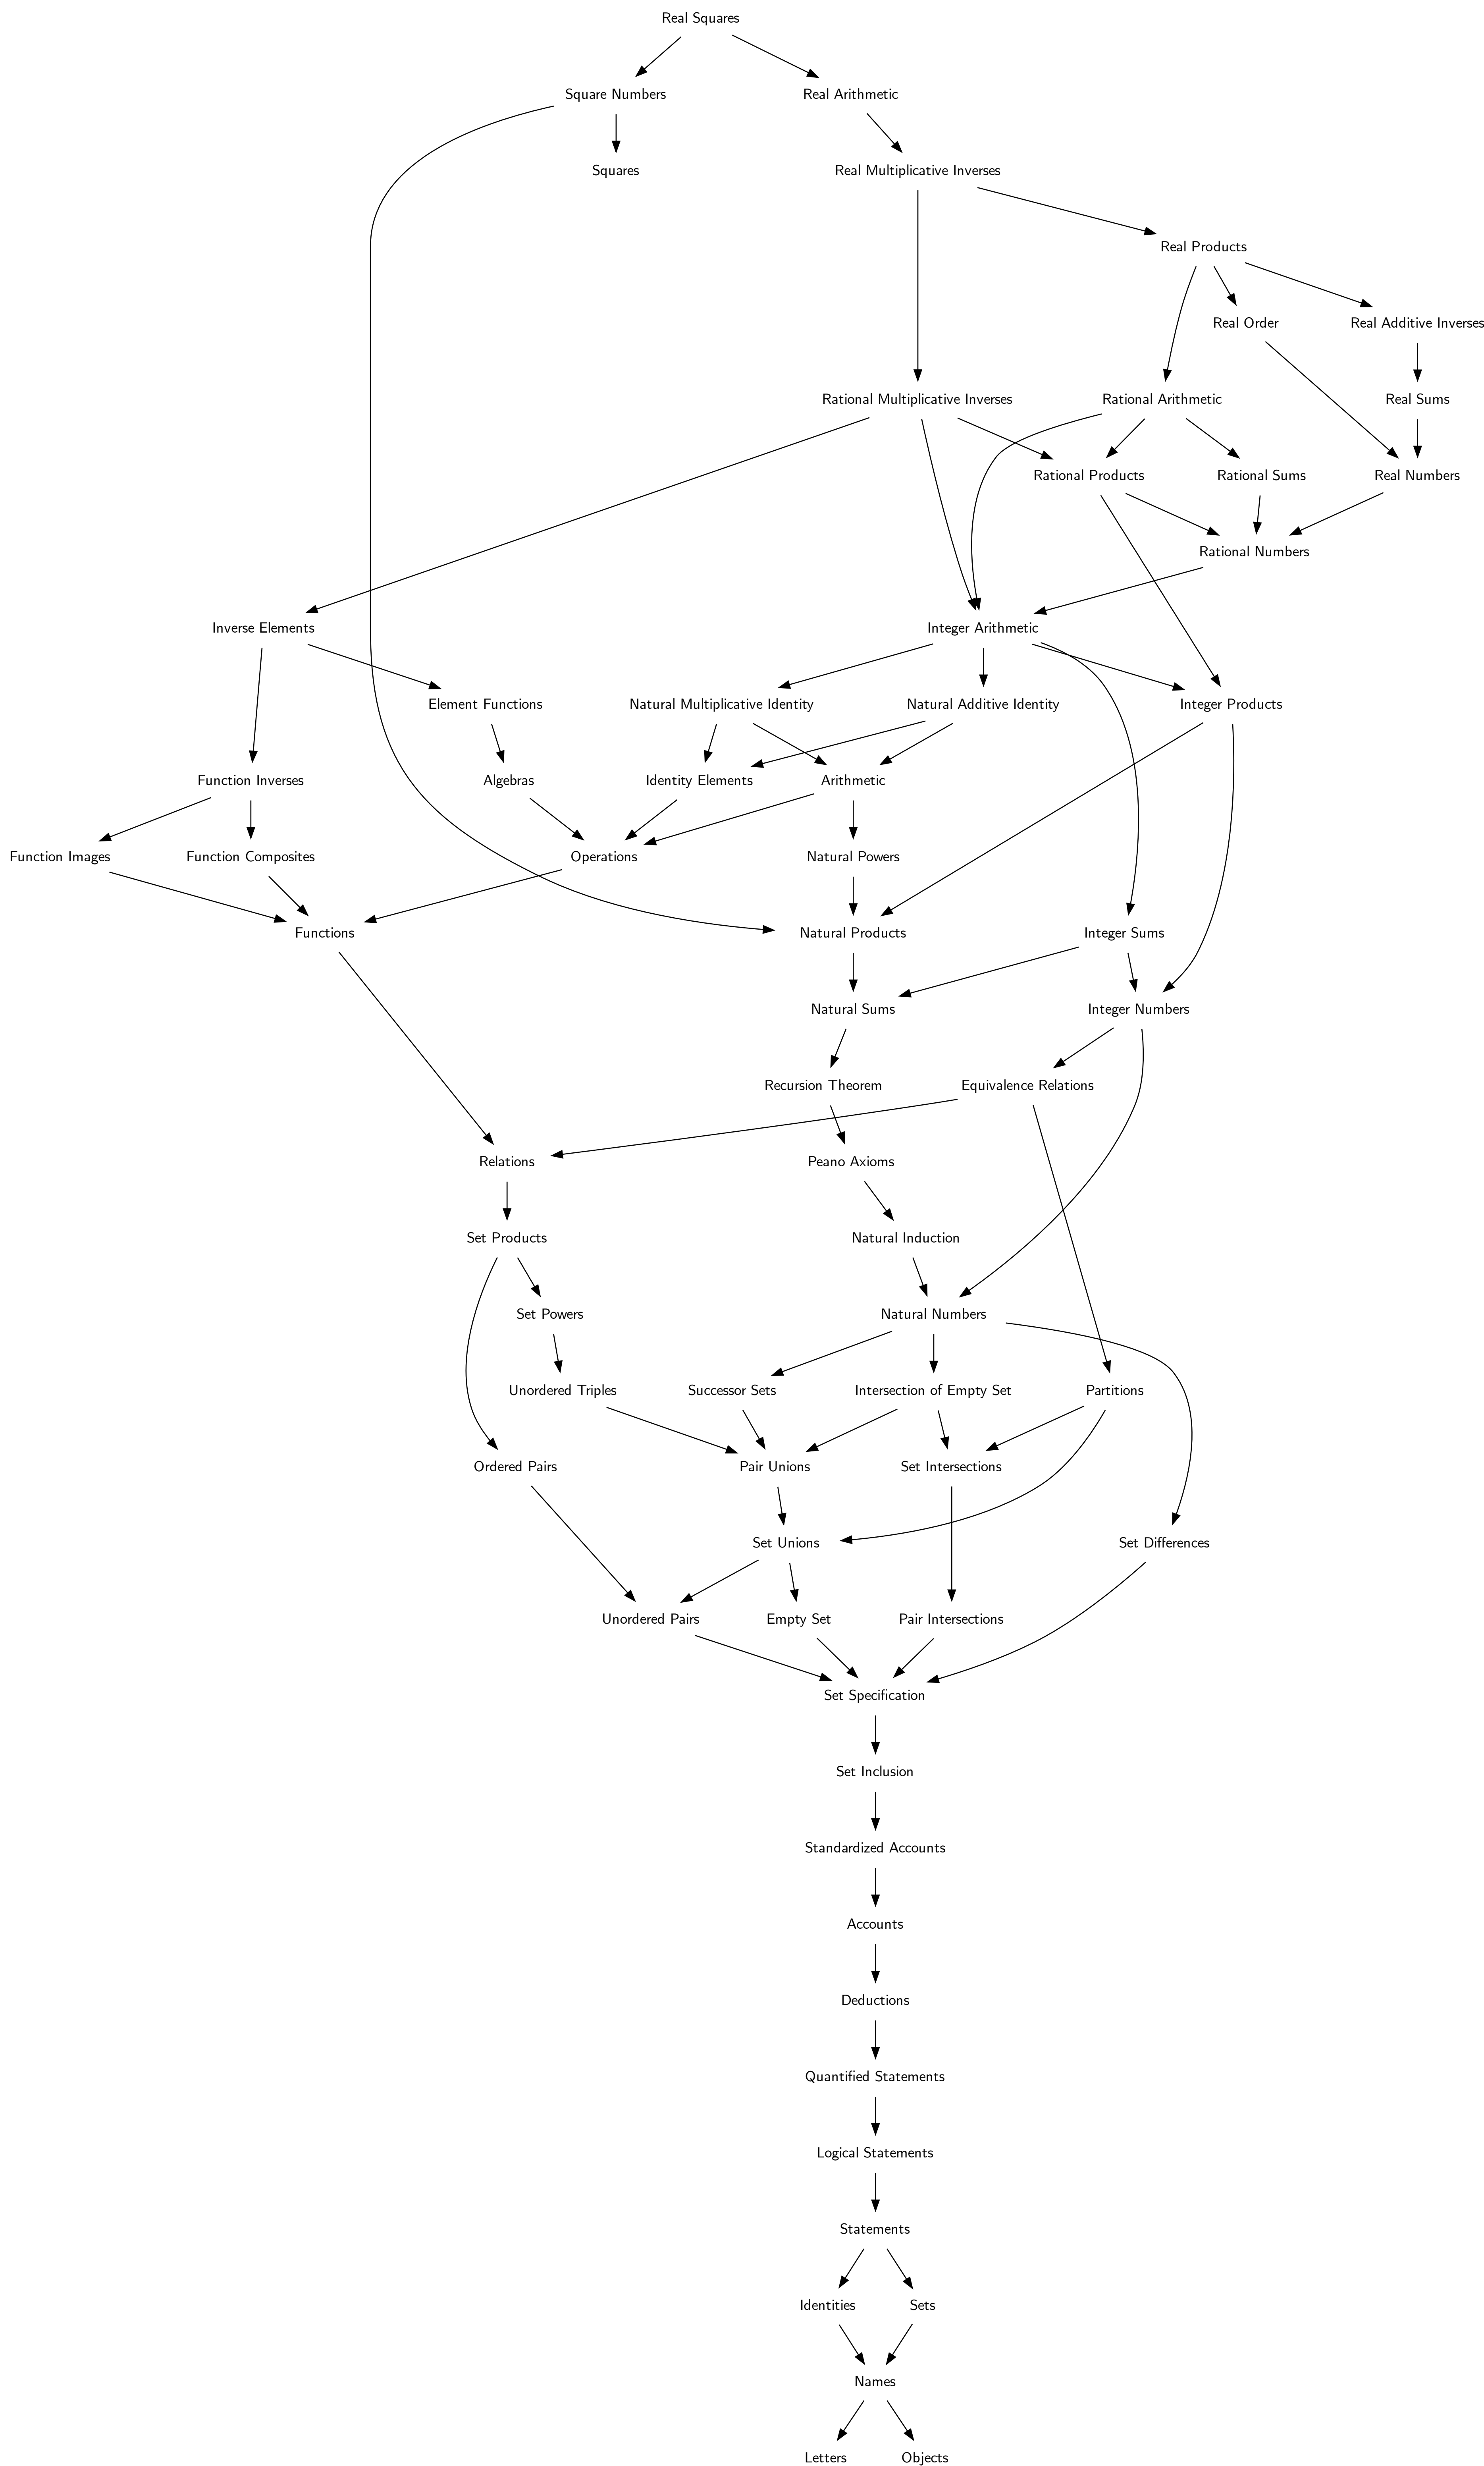 Real Squares
Square Numbers
Real Arithmetic
Squares
Real Multiplicative Inverses
Real Products
Real Order
Real Additive Inverses
Rational Multiplicative Inverses
Rational Arithmetic
Real Sums
Rational Products
Rational Sums
Real Numbers
Rational Numbers
Inverse Elements
Integer Arithmetic
Element Functions
Natural Multiplicative Identity
Natural Additive Identity
Integer Products
Function Inverses
Algebras
Identity Elements
Arithmetic
Function Images
Function Composites
Operations
Natural Powers
Functions
Natural Products
Integer Sums
Natural Sums
Integer Numbers
Recursion Theorem
Equivalence Relations
Relations
Peano Axioms
Set Products
Natural Induction
Set Powers
Natural Numbers
Unordered Triples
Successor Sets
Intersection of Empty Set
Partitions
Ordered Pairs
Pair Unions
Set Intersections
Set Unions
Set Differences
Unordered Pairs
Empty Set
Pair Intersections
Set Specification
Set Inclusion
Standardized Accounts
Accounts
Deductions
Quantified Statements
Logical Statements
Statements
Identities
Sets
Names
Letters
Objects